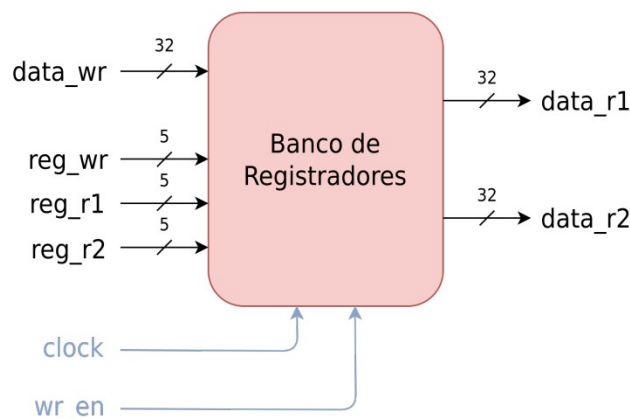 data_wr
32
reg_wr
5
reg_r1
5
reg_r2
5
Banco de
Registradores
32
data_r1
32
data_r2
clock
wr_en